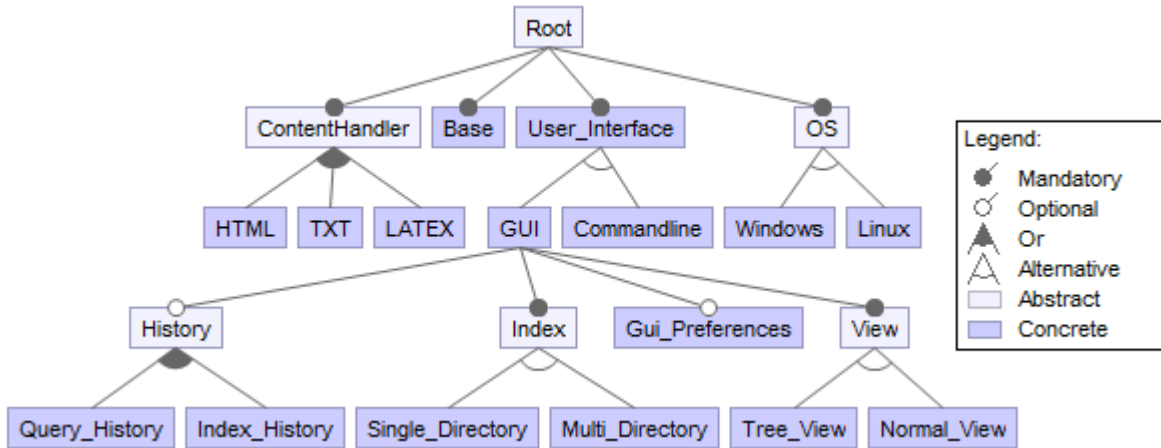 Root
ContentHandler
Base
User_Interface
OS
Legend:
Mandatory
Optional
Or
Alternative
Abstract
Concrete
HTML
TXT
LATEX
GUI
Commandline
Windows
Linux
History
Index
Gui_Preferences
View
Query_History
Index_History
Single_Directory
Multi_Directory
Tree_View
Normal_View